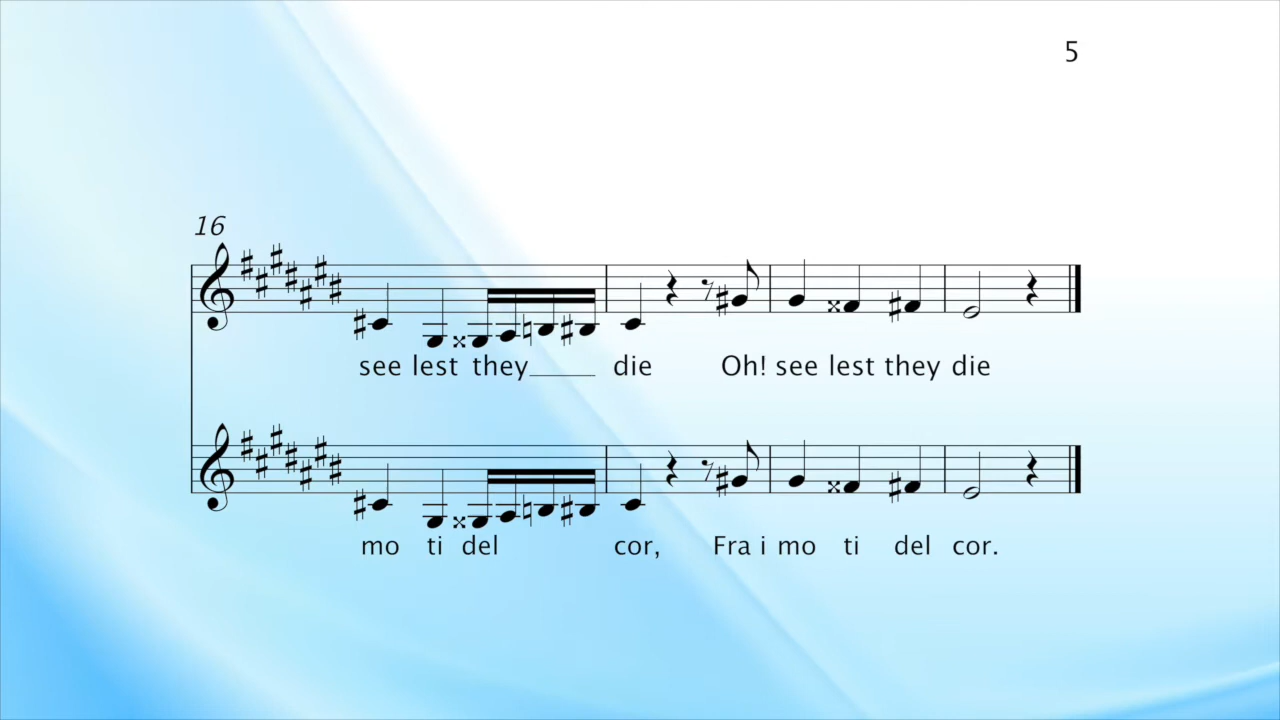 5
16
see lest they____ die Oh! see lest they die
mo ti del cor, Fra i mo ti del cor.